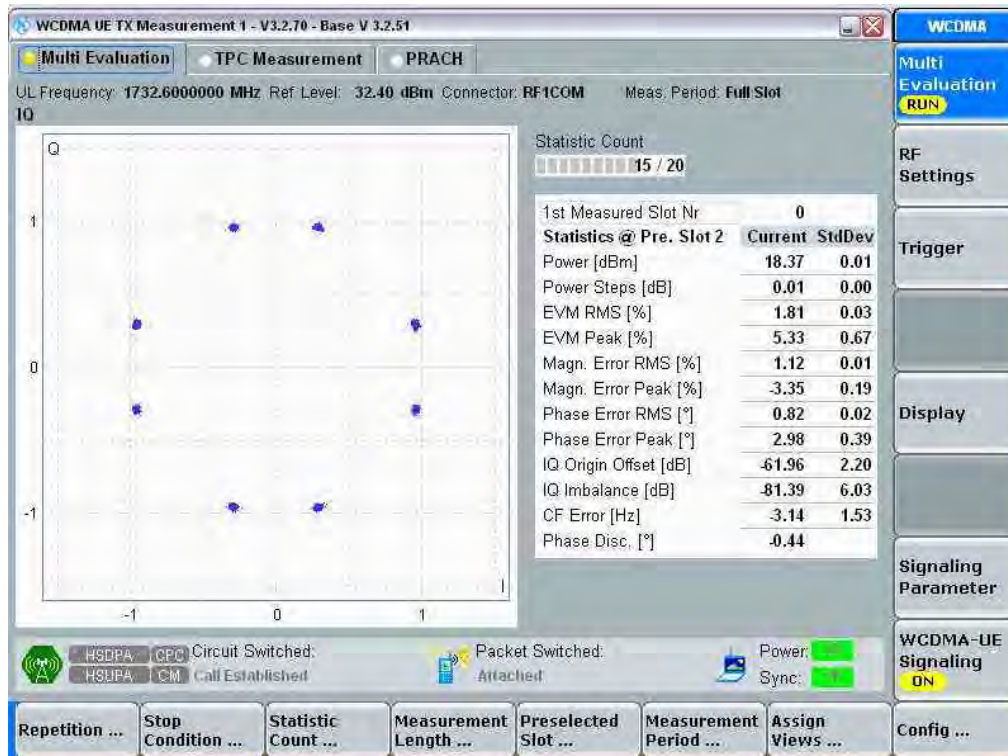 WCDMA UE TX Measurement 1 - V3.2.70 - Base V 3.2.51
WCDMA
Multi Evaluation TPC Measurement PRACH
Multi Evaluation RUN
UL Frequency: 1732.6000000 MHz Ref Level: 32.40 dBm Connector: RF1COM Meas. Period: Full Slot
IQ
Q
1
0
-1
-1 0 1
I
Statistic Count
15 / 20
1st Measured Slot Nr 0
Statistics @ Pre. Slot 2 Current StdDev
Power [dBm] 18.37 0.01
Power Steps [dB] 0.01 0.00
EVM RMS [%] 1.81 0.03
EVM Peak [%] 5.33 0.67
Magn. Error RMS [%] 1.12 0.01
Magn. Error Peak [%] -3.35 0.19
Phase Error RMS [°] 0.82 0.02
Phase Error Peak [°] 2.98 0.39
IQ Origin Offset [dB] -61.96 2.20
IQ Imbalance [dB] -81.39 6.03
CF Error [Hz] -3.14 1.53
Phase Disc. [°] -0.44
RF Settings
Trigger
Display
Signaling Parameter
WCDMA-UE Signaling ON
HSDPA CPC Circuit Switched: Packet Switched: Power:
HSUPA CM Call Established Attached Sync:
Repetition ... Stop Condition ... Statistic Count ... Measurement Length ... Preselected Slot ... Measurement Period ... Assign Views ... Config ...